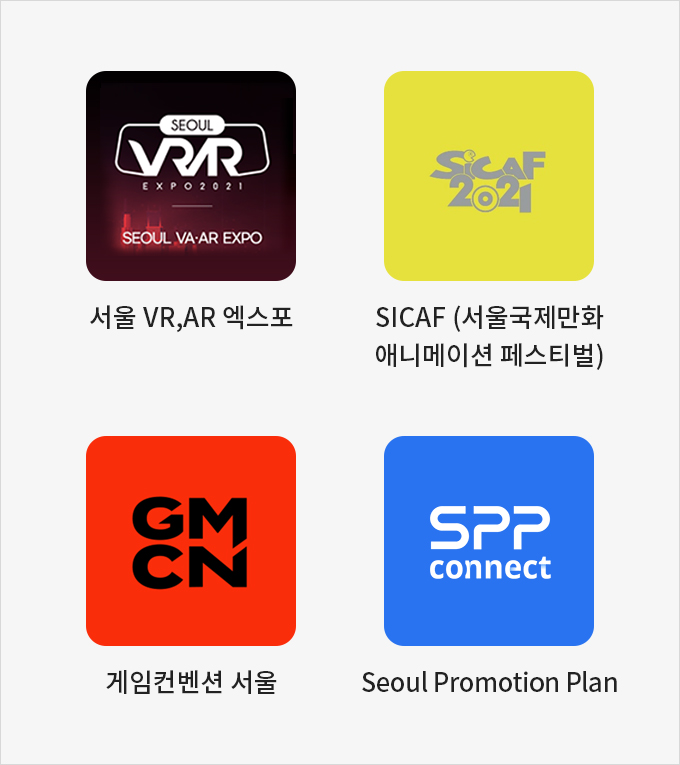 SEOUL
VRAR
EXPO2021
SEOUL VA·AR EXPO
서울 VR,AR 엑스포
SICAF
2021
SICAF (서울국제만화
애니메이션 페스티벌)
GM
CN
게임컨벤션 서울
SPP
connect
Seoul Promotion Plan